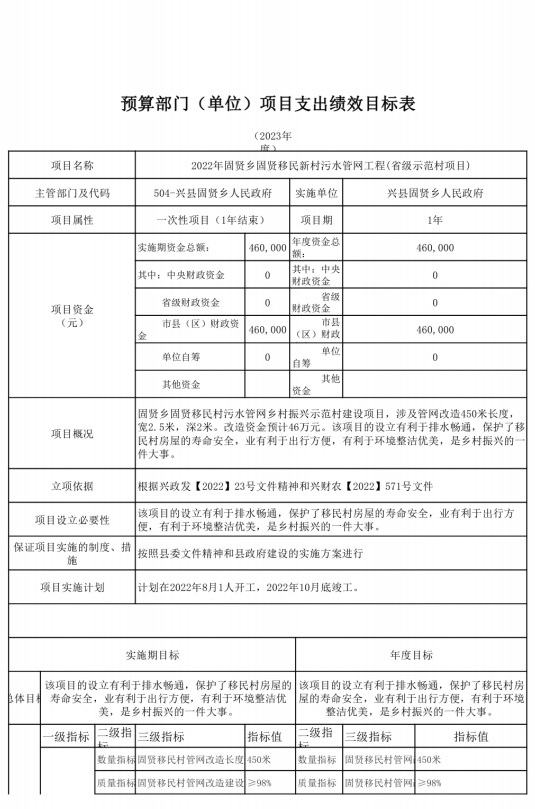 预算部门（单位）项目支出绩效目标表
（2023年
度）
项目名称 2022年固贤乡固贤移民新村污水管网工程(省级示范村项目)
主管部门及代码 504-兴县固贤乡人民政府 实施单位 兴县固贤乡人民政府
项目属性 一次性项目（1年结束） 项目期 1年
项目资金
（元）
实施期资金总额： 460,000 年度资金总
额： 460,000
其中：中央财政资金 0 其中：中央
财政资金 0
省级财政资金 0 省级
财政资金 0
市县（区）财政资
金 460,000 市县
（区）财政 460,000
单位自筹 0 单位
自筹 0
其他资金 其他
资金
项目概况
固贤乡固贤移民村污水管网乡村振兴示范村建设项目，涉及管网改造450米长度，
宽2.5米，深2米。改造资金预计46万元。该项目的设立有利于排水畅通，保护了移
民村房屋的寿命安全，业有利于出行方便，有利于环境整洁优美，是乡村振兴的一
件大事。
立项依据 根据兴政发【2022】23号文件精神和兴财农【2022】571号文件
项目设立必要性
该项目的设立有利于排水畅通，保护了移民村房屋的寿命安全，业有利于出行方
便，有利于环境整洁优美，是乡村振兴的一件大事。
保证项目实施的制度、措
施
按照县委文件精神和县政府建设的实施方案进行
项目实施计划 计划在2022年8月1人开工，2022年10月底竣工。
实施期目标 年度目标
总体目标
该项目的设立有利于排水畅通，保护了移民村房屋的
寿命安全，业有利于出行方便，有利于环境整洁优
美，是乡村振兴的一件大事。
该项目的设立有利于排水畅通，保护了移民村房
屋的寿命安全，业有利于出行方便，有利于环境
整洁优美，是乡村振兴的一件大事。
一级指标 二级指
标 三级指标 指标值 二级指
标 三级指标 指标值
数量指标 固贤移民村管网改造长度 450米 数量指标 固贤移民村管网 450米
质量指标 固贤移民村管网改造建设 ≥98% 质量指标 固贤移民村管网 ≥98%